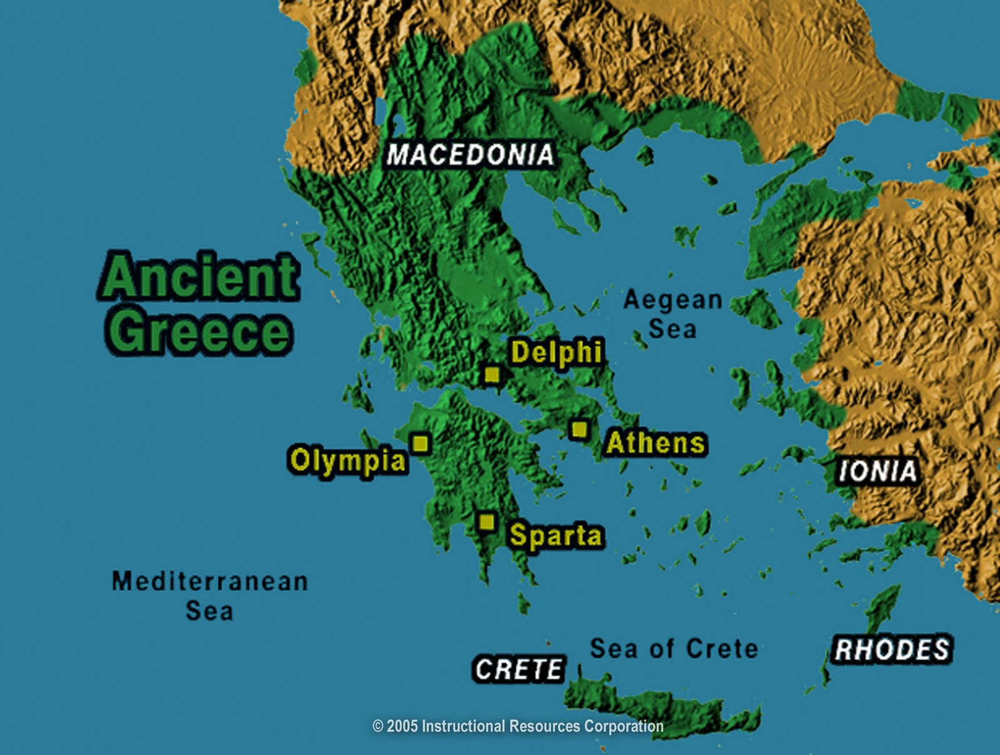 MACEDONIA
Ancient
Greece
Aegean
Sea
Delphi
Athens
Olympia
IONIA
Sparta
Mediterranean
Sea
Sea of Crete
RHODES
CRETE
© 2005 Instructional Resources Corporation